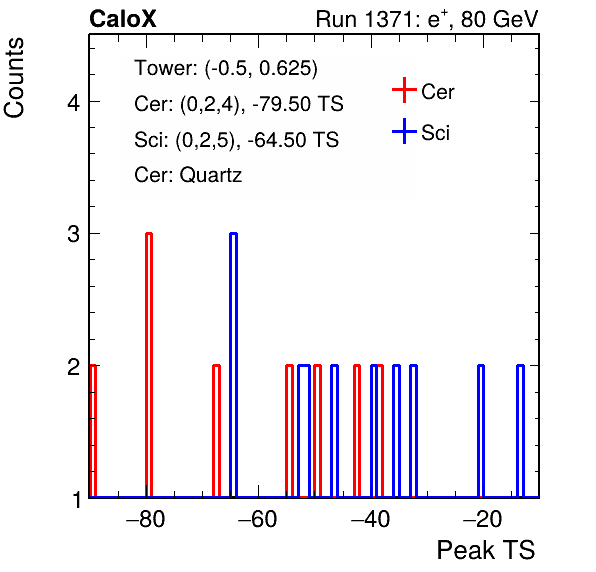 CaloX Run 1371: e⁺, 80 GeV
Counts
Tower: (-0.5, 0.625)
Cer: (0,2,4), -79.50 TS
Sci: (0,2,5), -64.50 TS
Cer: Quartz
Cer
Sci
4
3
2
1
−80 −60 −40 −20
Peak TS